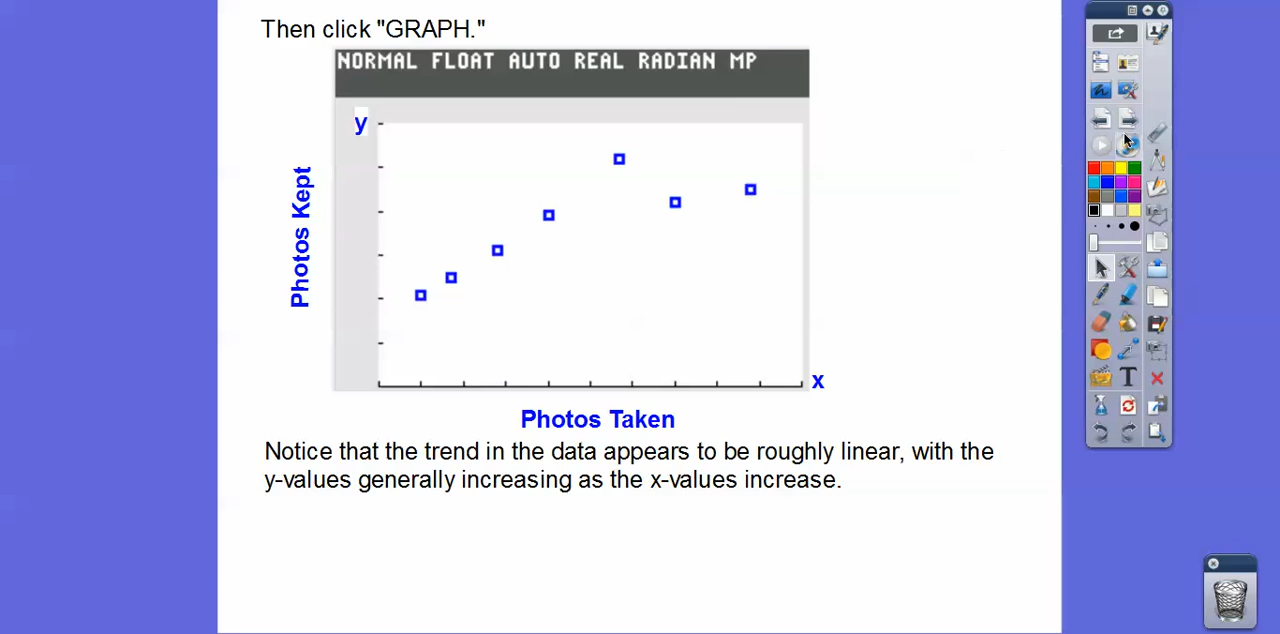 Then click "GRAPH."
NORMAL FLOAT AUTO REAL RADIAN MP
y
Photos Kept
x
Photos Taken
Notice that the trend in the data appears to be roughly linear, with the
y-values generally increasing as the x-values increase.
T